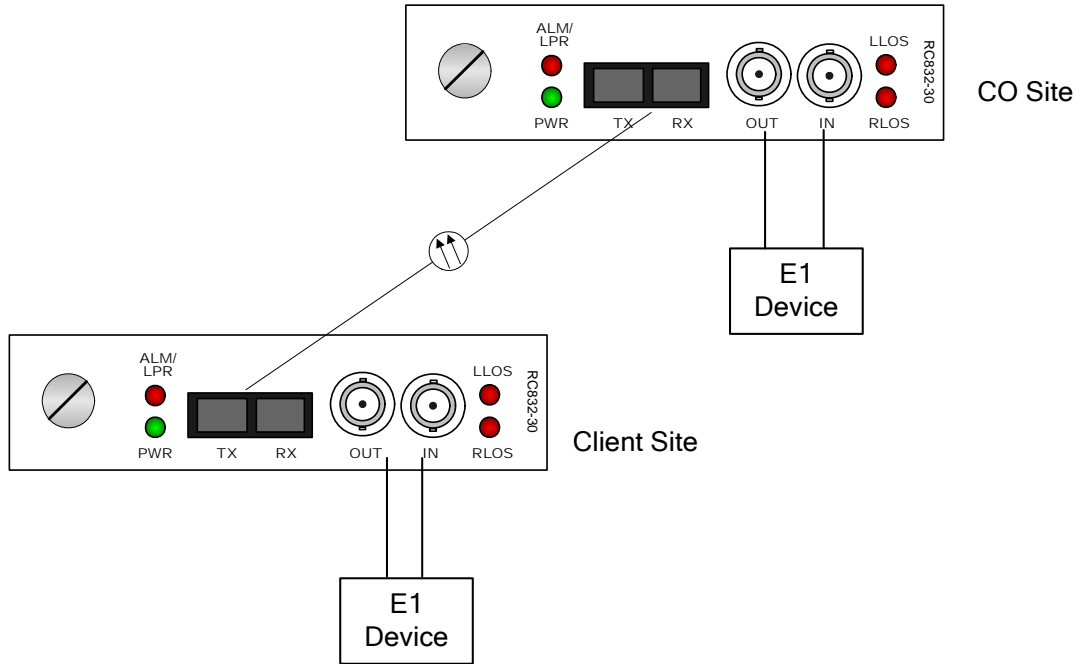 ALM/
LPR
LLOS
RC832-30
PWR
TX
RX
OUT
IN
RLOS
CO Site
E1
Device
ALM/
LPR
LLOS
RC832-30
PWR
TX
RX
OUT
IN
RLOS
Client Site
E1
Device